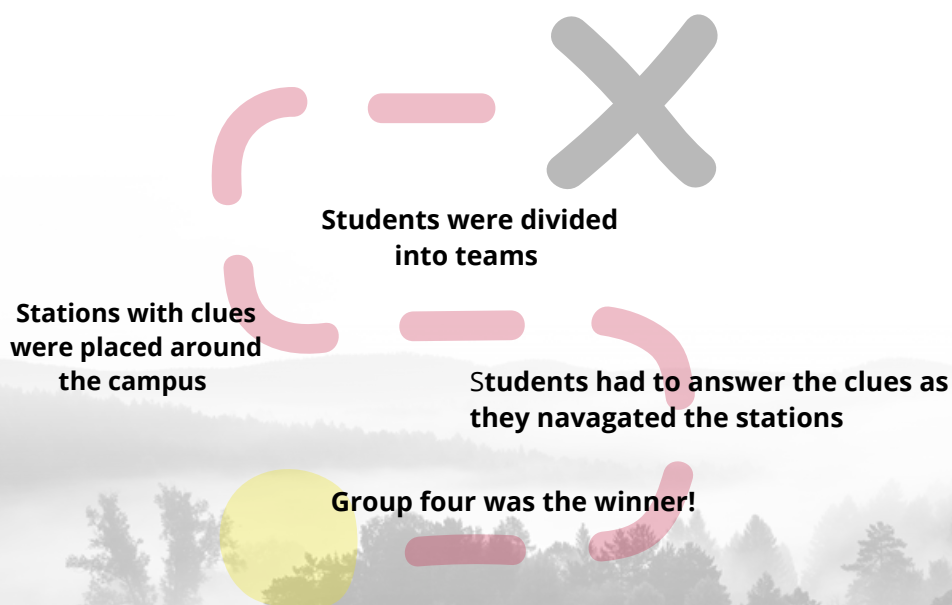 Students were divided
into teams
Stations with clues
were placed around
the campus
Students had to answer the clues as
they navagated the stations
Group four was the winner!